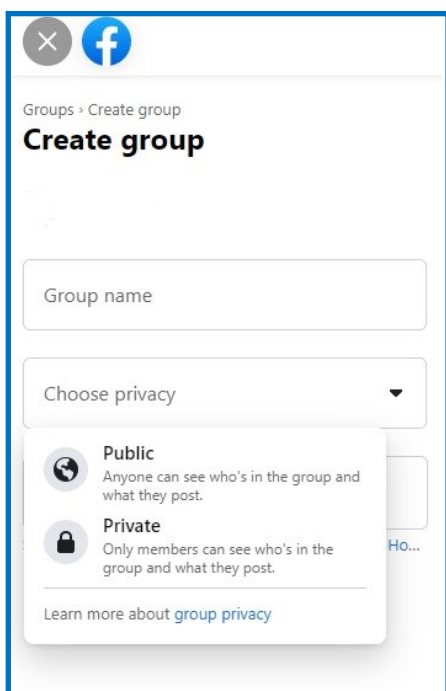 Groups › Create group
Create group
Group name
Choose privacy
Public
Anyone can see who's in the group and
what they post.
Private
Only members can see who's in the
group and what they post.
Ho...
Learn more about group privacy